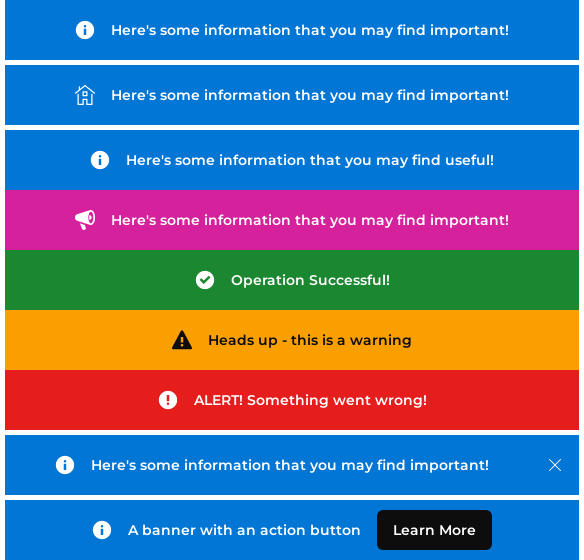 Here's some information that you may find important!
Here's some information that you may find important!
Here's some information that you may find useful!
Here's some information that you may find important!
Operation Successful!
Heads up - this is a warning
ALERT! Something went wrong!
Here's some information that you may find important!
A banner with an action button Learn More